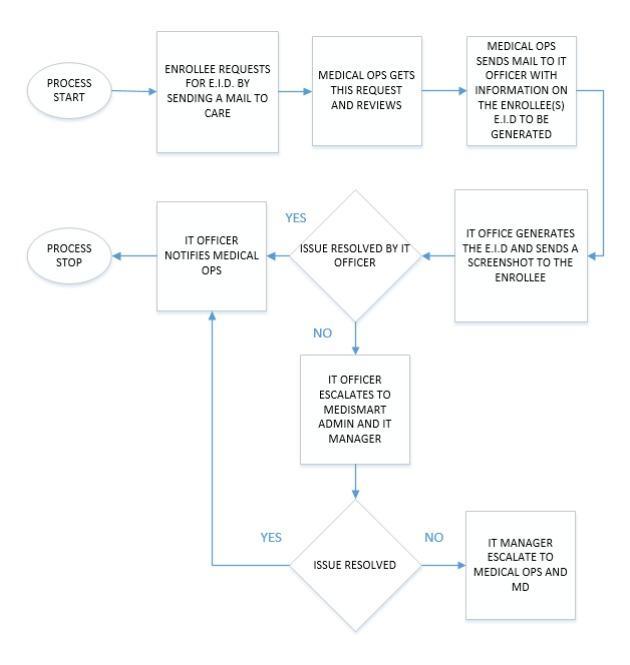 PROCESS
START
ENROLLEE REQUESTS
FOR E.I.D. BY
SENDING A MAIL TO
CARE
MEDICAL OPS GETS
THIS REQUEST
AND REVIEWS
MEDICAL OPS
SENDS MAIL TO IT
OFFICER WITH
INFORMATION ON
THE ENROLLEE(S)
E.I.D TO BE
GENERATED
PROCESS
STOP
IT OFFICER
NOTIFIES MEDICAL
OPS
YES
ISSUE RESOLVED BY IT
OFFICER
IT OFFICE GENERATES
THE E.I.D AND SENDS A
SCREENSHOT TO THE
ENROLLEE
NO
IT OFFICER
ESCALATES TO
MEDISMART
ADMIN AND IT
MANAGER
YES
ISSUE RESOLVED
NO
IT MANAGER
ESCALATE TO
MEDICAL OPS AND
MD